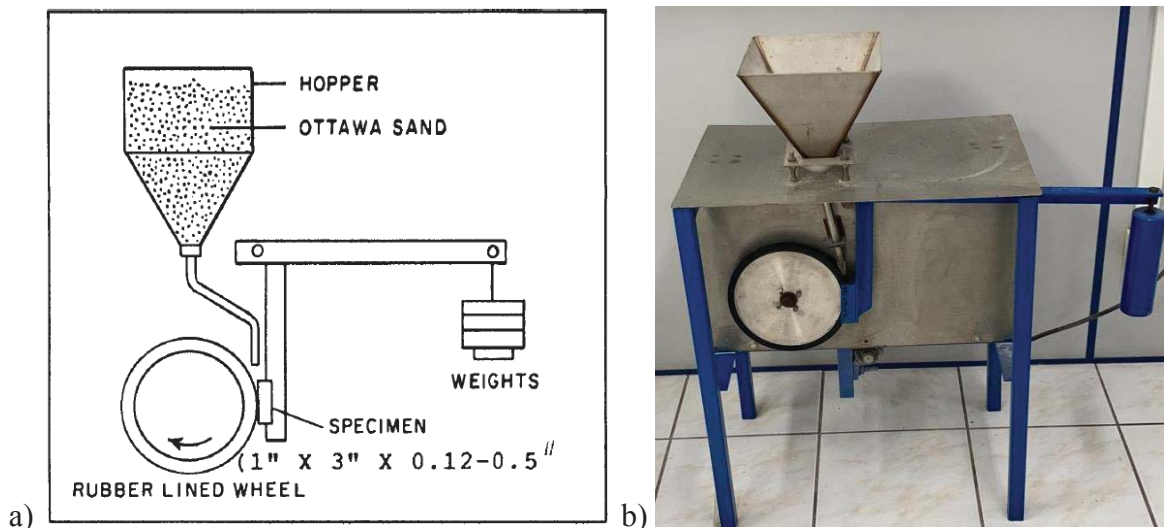 HOPPER
OTTAWA SAND
WEIGHTS
SPECIMEN
(1" X 3" X 0.12-0.5"
RUBBER LINED WHEEL
a)
b)